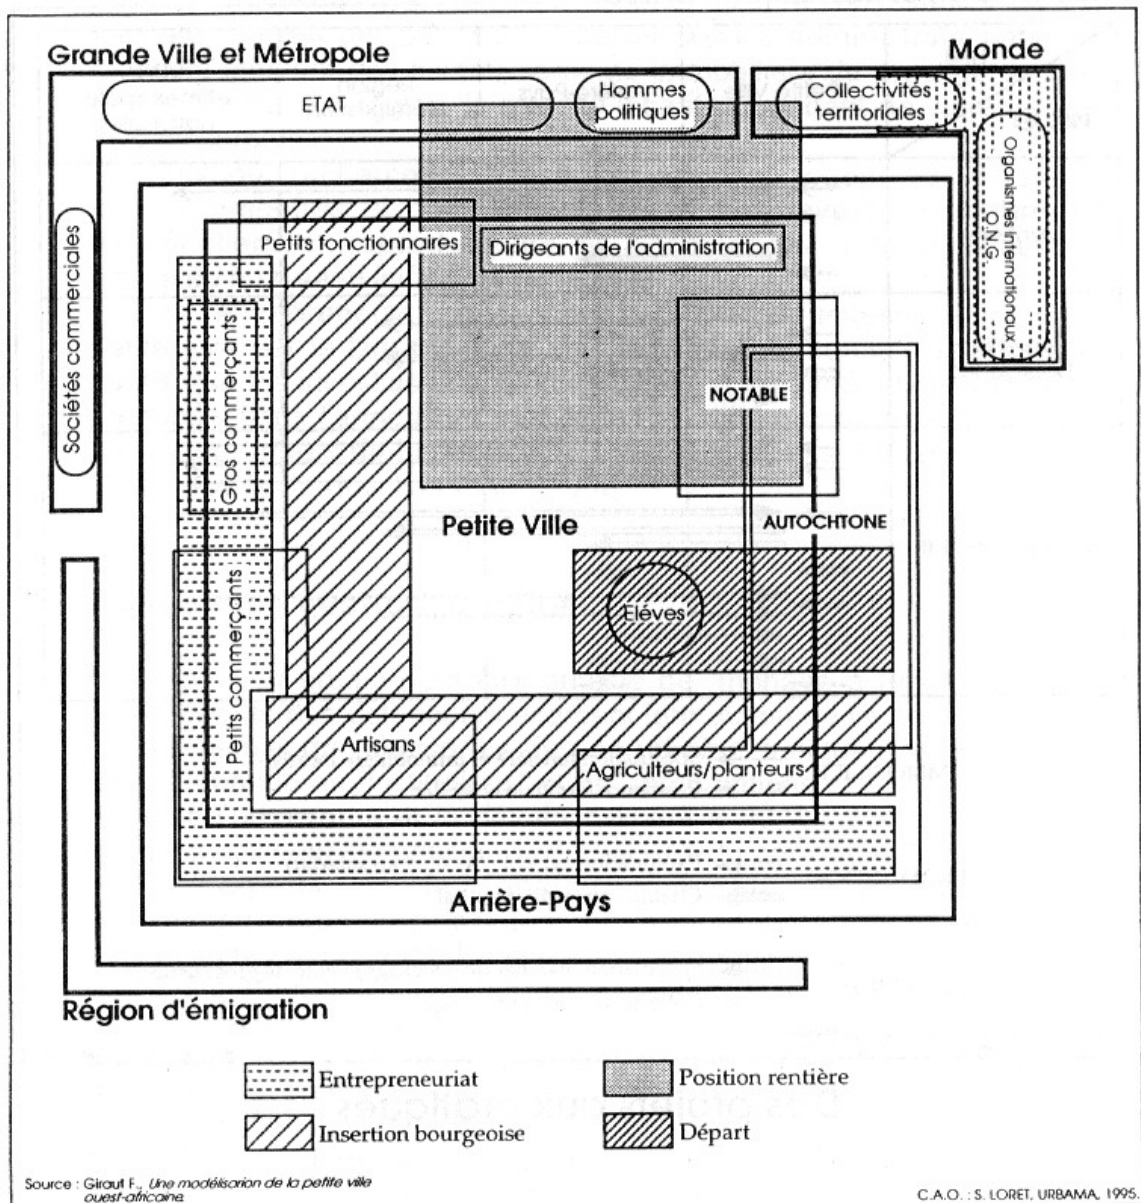 Grande Ville et Métropole
Monde
ETAT
Hommes
politiques
Collectivités
territoriales
Organismes Internationaux
O.N.G.
Sociétés commerciales
Petits fonctionnaires
Dirigeants de l'administration
Gros commerçants
NOTABLE
Petite Ville
AUTOCHTONE
Petits commerçants
Eléves
Artisans
Agriculteurs/planteurs
Arrière-Pays
Région d'émigration
Entrepreneuriat
Position rentière
Insertion bourgeoise
Départ
Source : Giraut F., Une modélisarion de la petite ville
ouest-africaine
C.A.O. : S. LORET, URBAMA, 1995.